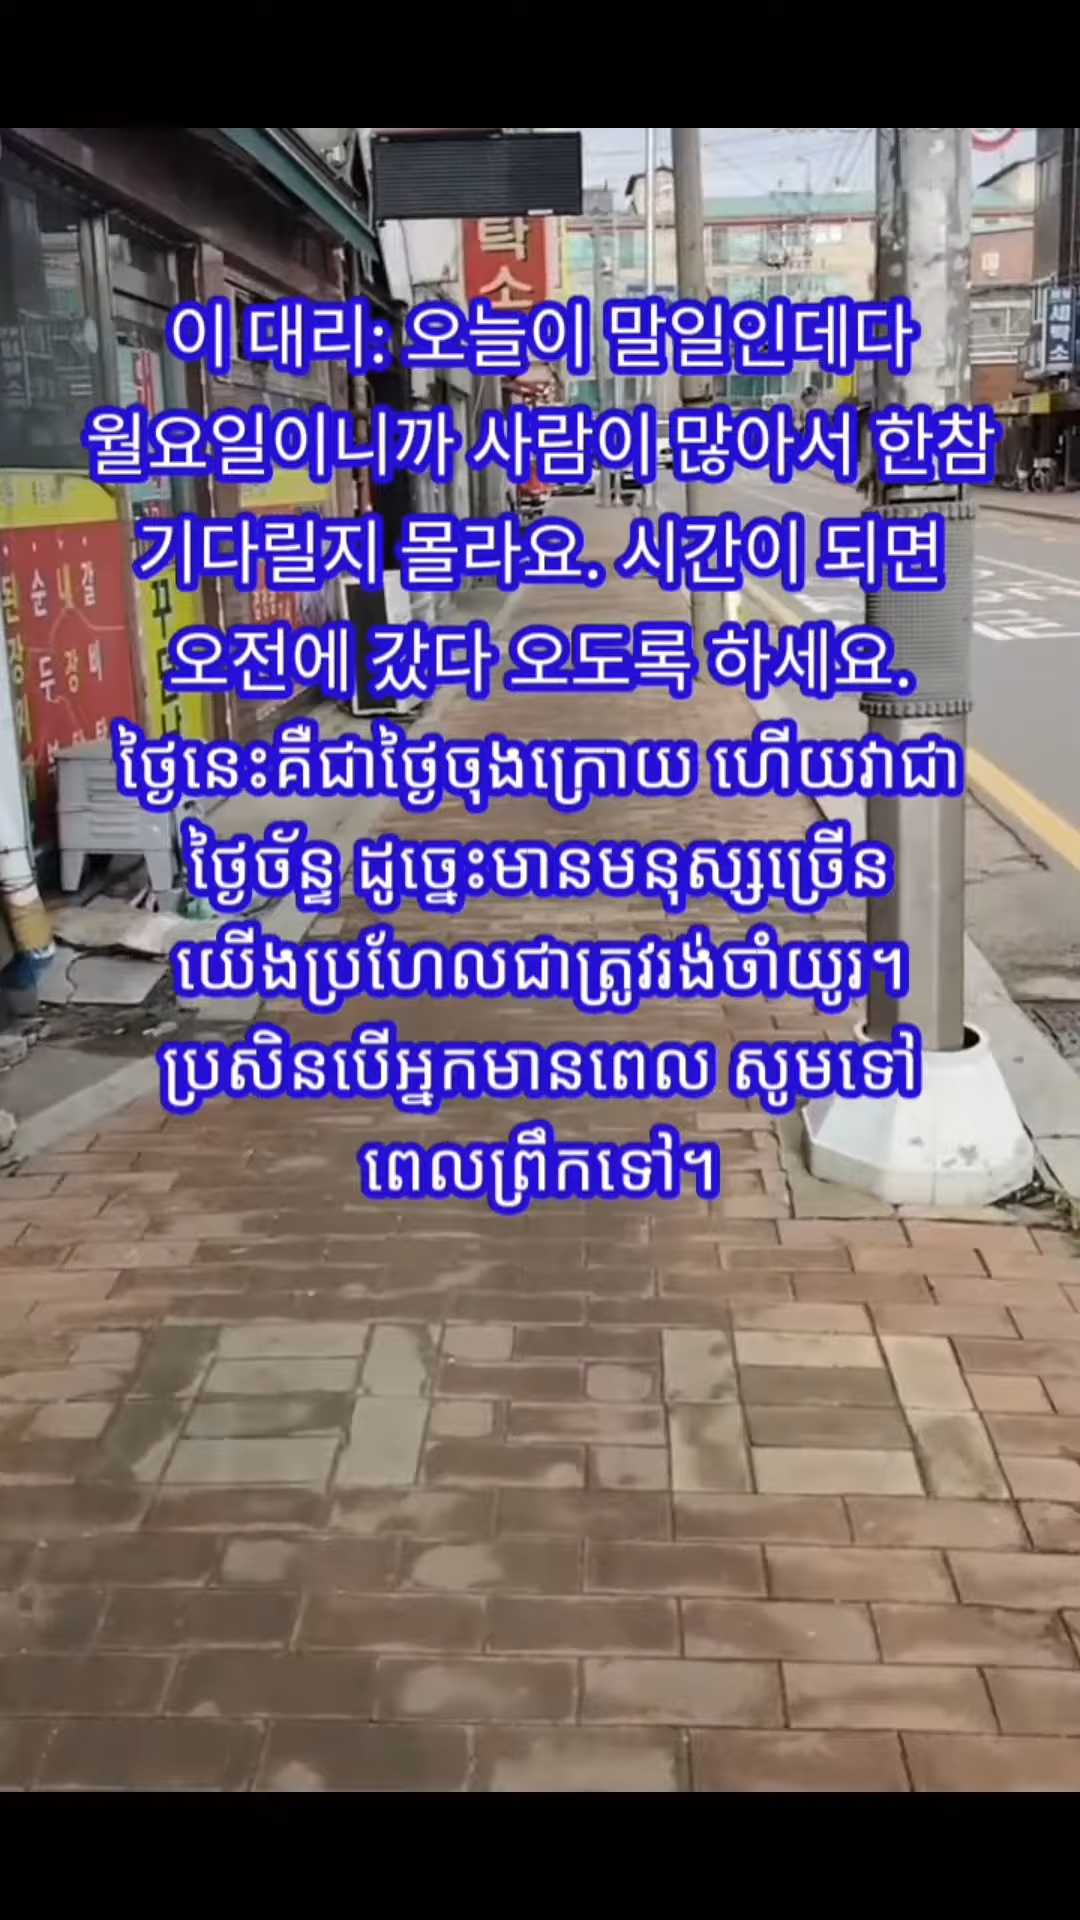 탁
소
세탁소
이 대리: 오늘이 말일인데다
월요일이니까 사람이 많아서 한참
기다릴지 몰라요. 시간이 되면
오전에 갔다 오도록 하세요.
ថ្ងៃនេះគឺជាថ្ងៃចុងក្រោយ ហើយវាជា
ថ្ងៃច័ន្ទ ដូច្នេះមានមនុស្សច្រើន
យើងប្រហែលជាត្រូវរង់ចាំយូរ។
ប្រសិនបើអ្នកមានពេល សូមទៅ
ពេលព្រឹកទៅ។